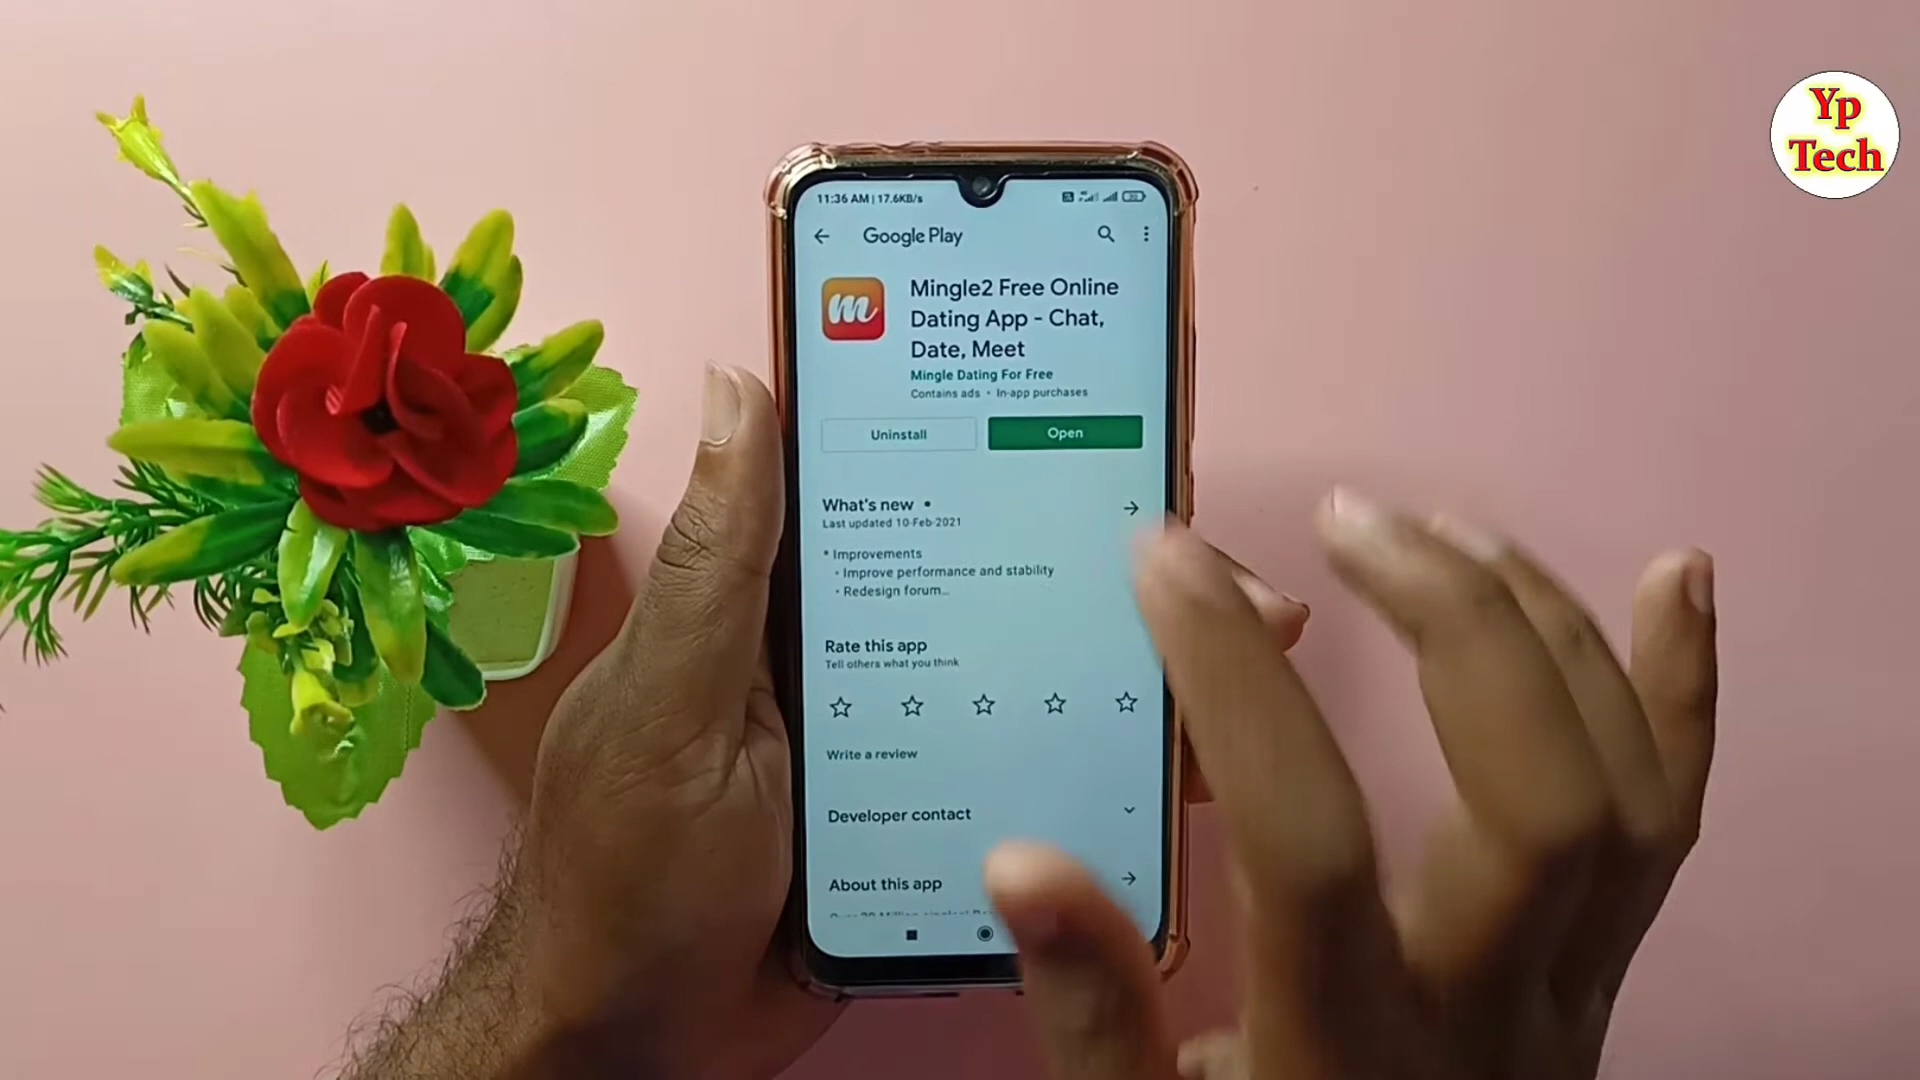 Yp
Tech
11:36 AM | 17.6KB/s
Google Play
m
Mingle2 Free Online
Dating App - Chat,
Date, Meet
Mingle Dating For Free
Contains ads • In-app purchases
Uninstall
Open
What's new •
Last updated 10-Feb-2021
* Improvements
- Improve performance and stability
- Redesign forum...
Rate this app
Tell others what you think
Write a review
Developer contact
About this app